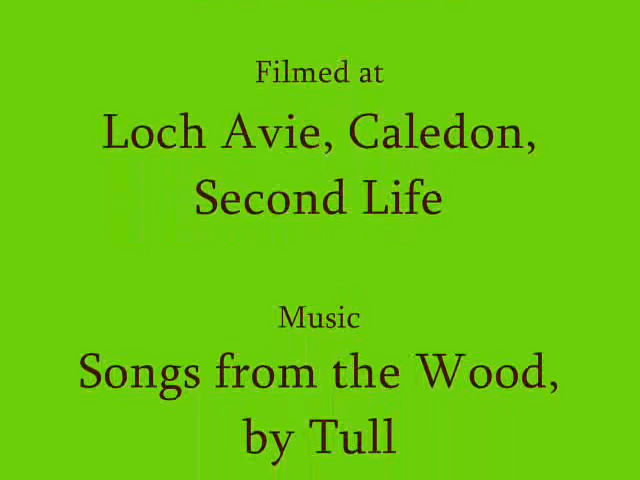 Filmed at
Loch Avie, Caledon,
Second Life
Music
Songs from the Wood,
by Tull